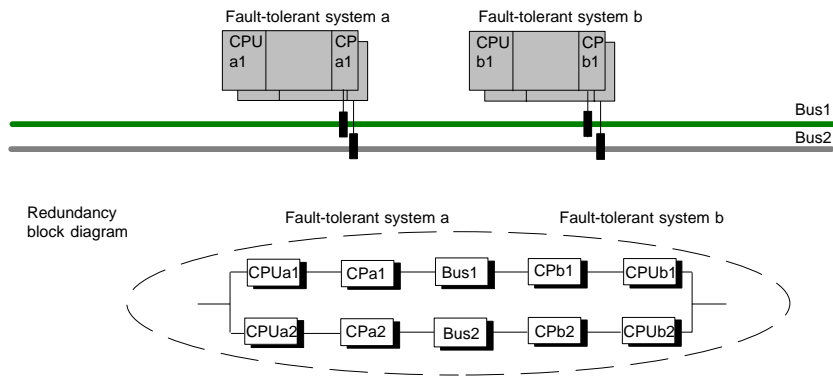 Fault-tolerant system a
Fault-tolerant system b
CPU
a1
CP
a1
CPU
b1
CP
b1
Bus1
Bus2
Redundancy
block diagram
Fault-tolerant system a
Fault-tolerant system b
CPUa1
CPa1
Bus1
CPb1
CPUb1
CPUa2
CPa2
Bus2
CPb2
CPUb2